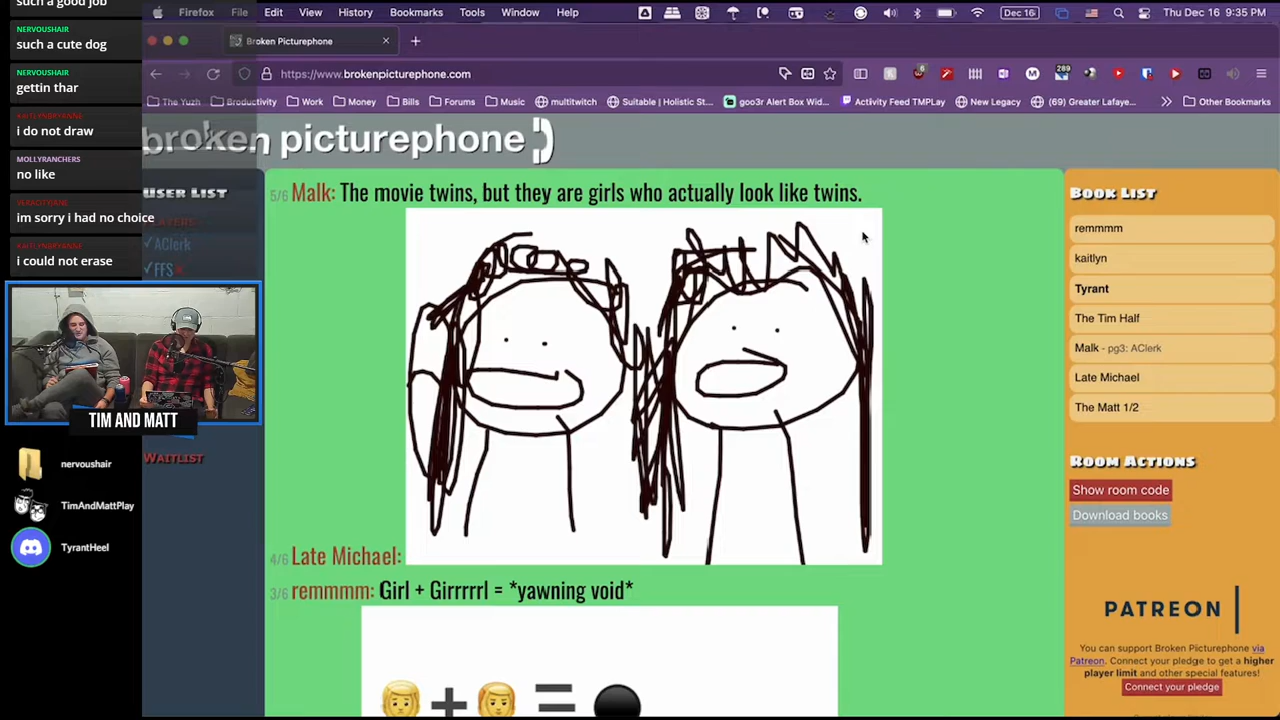 such a good job
NERVOUSHAIR
such a cute dog
NERVOUSHAIR
gettin thar
KAITLYNBRYANNE
i do not draw
MOLLYRANCHERS
no like
VERACITYJANE
im sorry i had no choice
KAITLYNBRYANNE
i could not erase
TIM AND MATT
nervoushair
TimAndMattPlay
TyrantHeel
Firefox File Edit View History Bookmarks Tools Window Help
Dec 16
Thu Dec 16 9:35 PM
Broken Picturephone
https://www.brokenpicturephone.com
289
The Yuzh Productivity Work Money Bills Forums Music multitwitch Suitable | Holistic St... goo3r Alert Box Wid... Activity Feed TMPLay New Legacy (69) Greater Lafaye... Other Bookmarks
broken picturephone
User List
PLAYERS
AClerk
FFS
Waitlist
5/6 Malk: The movie twins, but they are girls who actually look like twins.
4/6 Late Michael:
3/6 remmmm: Girl + Girrrrrl = *yawning void*
Book List
remmmm
kaitlyn
Tyrant
The Tim Half
Malk - pg3: AClerk
Late Michael
The Matt 1/2
Room Actions
Show room code
Download books
PATREON
You can support Broken Picturephone via
Patreon. Connect your pledge to get a higher
player limit and other special features!
Connect your pledge